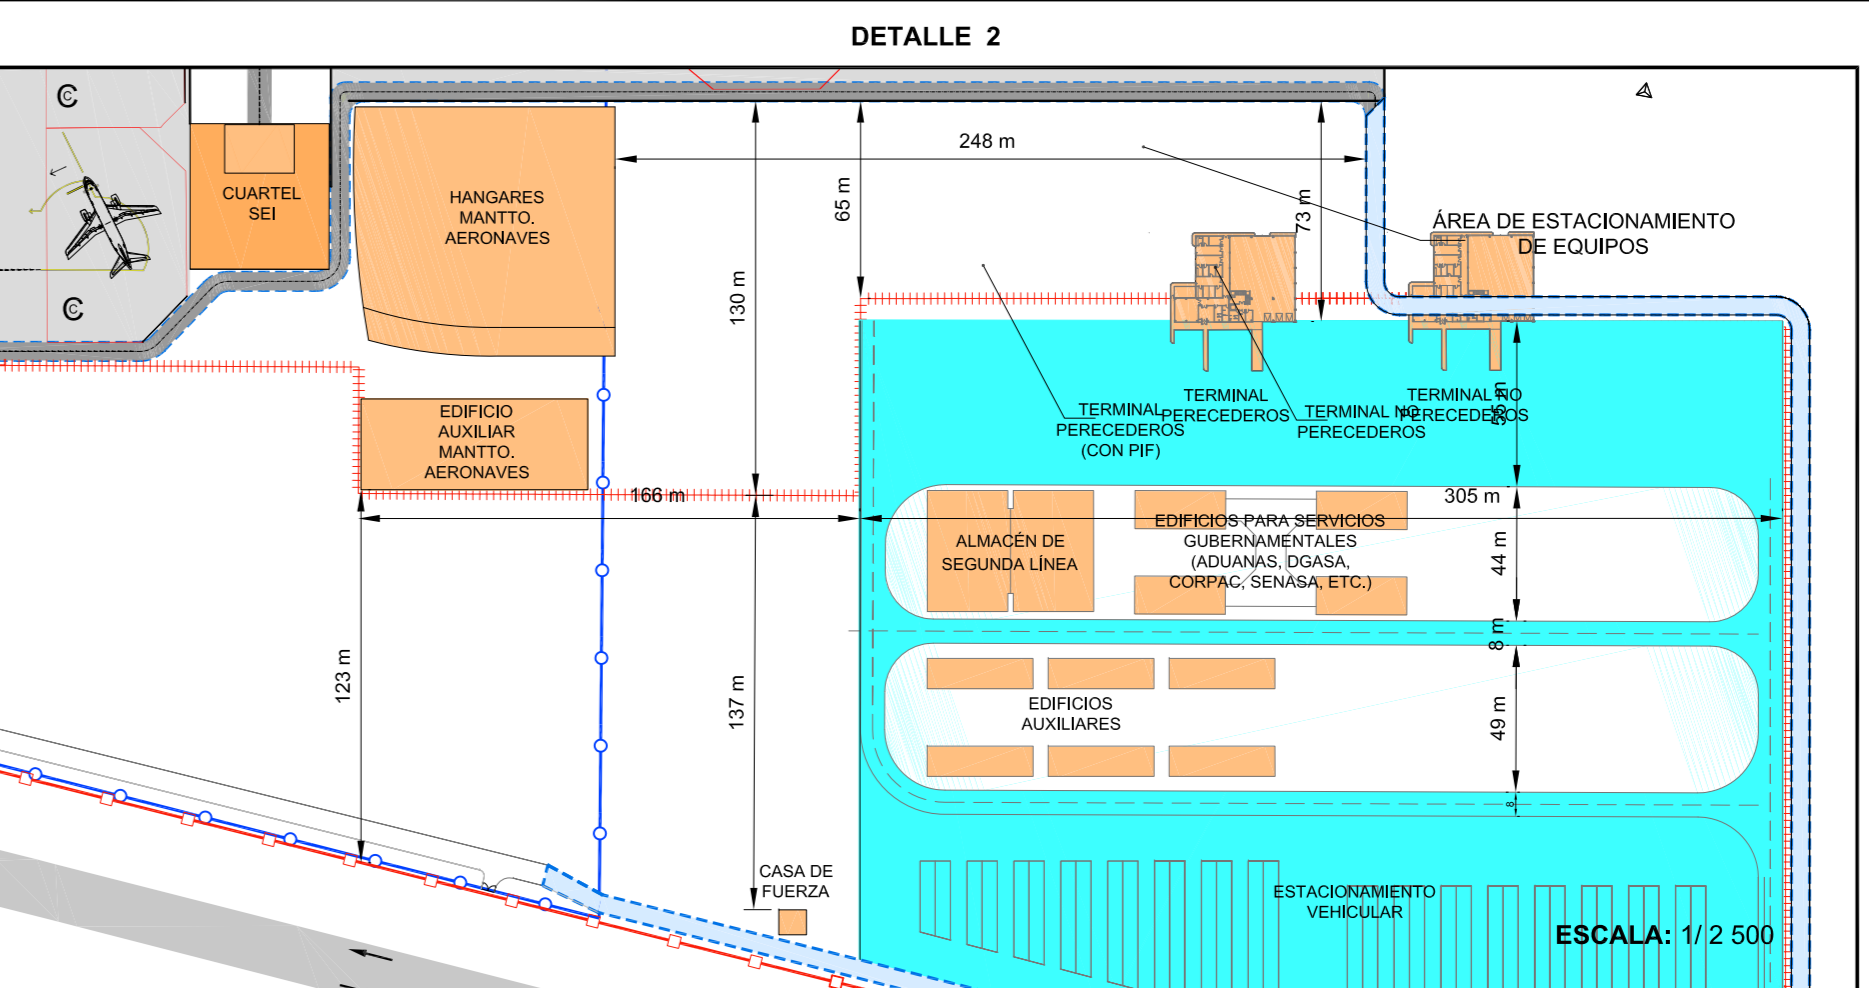 DETALLE 2
C
248 m
CUARTEL
SEI
HANGARES
MANTTO.
AERONAVES
65 m
73 m
ÁREA DE ESTACIONAMIENTO
DE EQUIPOS
C
130 m
EDIFICIO
AUXILIAR
MANTTO.
AERONAVES
TERMINAL
PERECEDEROS
(CON PIF)
TERMINAL
PERECEDEROS
TERMINAL NO
PERECEDEROS
TERMINAL NO
PERECEDEROS
55 m
166 m
305 m
ALMACÉN DE
SEGUNDA LÍNEA
EDIFICIOS PARA SERVICIOS
GUBERNAMENTALES
(ADUANAS, DGASA,
CORPAC, SENASA, ETC.)
44 m
8 m
123 m
137 m
EDIFICIOS
AUXILIARES
49 m
8
CASA DE
FUERZA
ESTACIONAMIENTO
VEHICULAR
ESCALA: 1/ 2 500